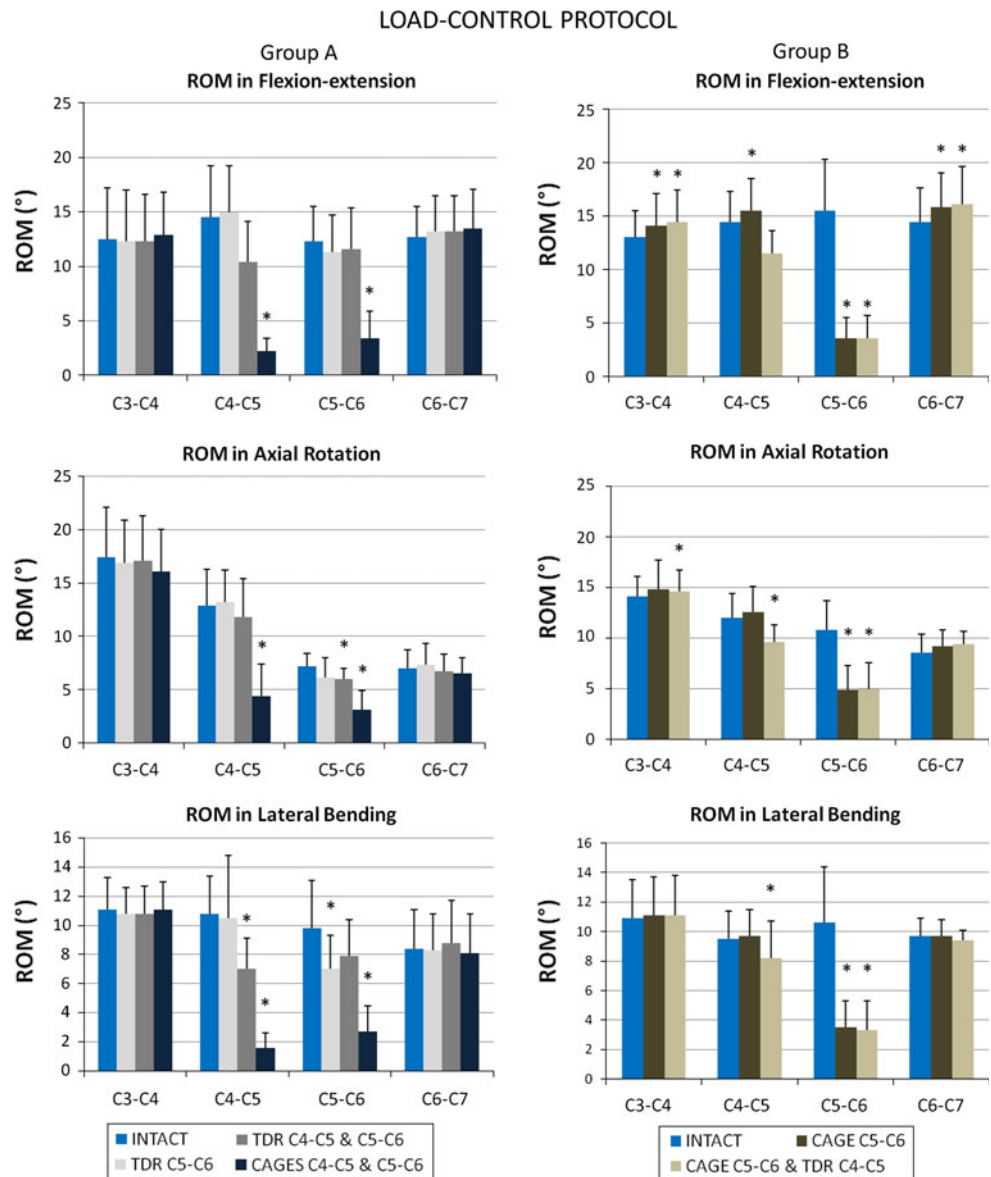 LOAD-CONTROL PROTOCOL
Group A
ROM in Flexion-extension
ROM (°)
25
20
15
10
5
0
* *
C3-C4 C4-C5 C5-C6 C6-C7
ROM in Axial Rotation
ROM (°)
25
20
15
10
5
0
* * *
C3-C4 C4-C5 C5-C6 C6-C7
ROM in Lateral Bending
ROM (°)
16
14
12
10
8
6
4
2
0
* * * *
C3-C4 C4-C5 C5-C6 C6-C7
INTACT TDR C4-C5 & C5-C6
TDR C5-C6 CAGES C4-C5 & C5-C6
Group B
ROM in Flexion-extension
ROM (°)
25
20
15
10
5
0
* * * * * * *
C3-C4 C4-C5 C5-C6 C6-C7
ROM in Axial Rotation
ROM (°)
25
20
15
10
5
0
* * * *
C3-C4 C4-C5 C5-C6 C6-C7
ROM in Lateral Bending
ROM (°)
16
14
12
10
8
6
4
2
0
* * *
C3-C4 C4-C5 C5-C6 C6-C7
INTACT CAGE C5-C6
CAGE C5-C6 & TDR C4-C5